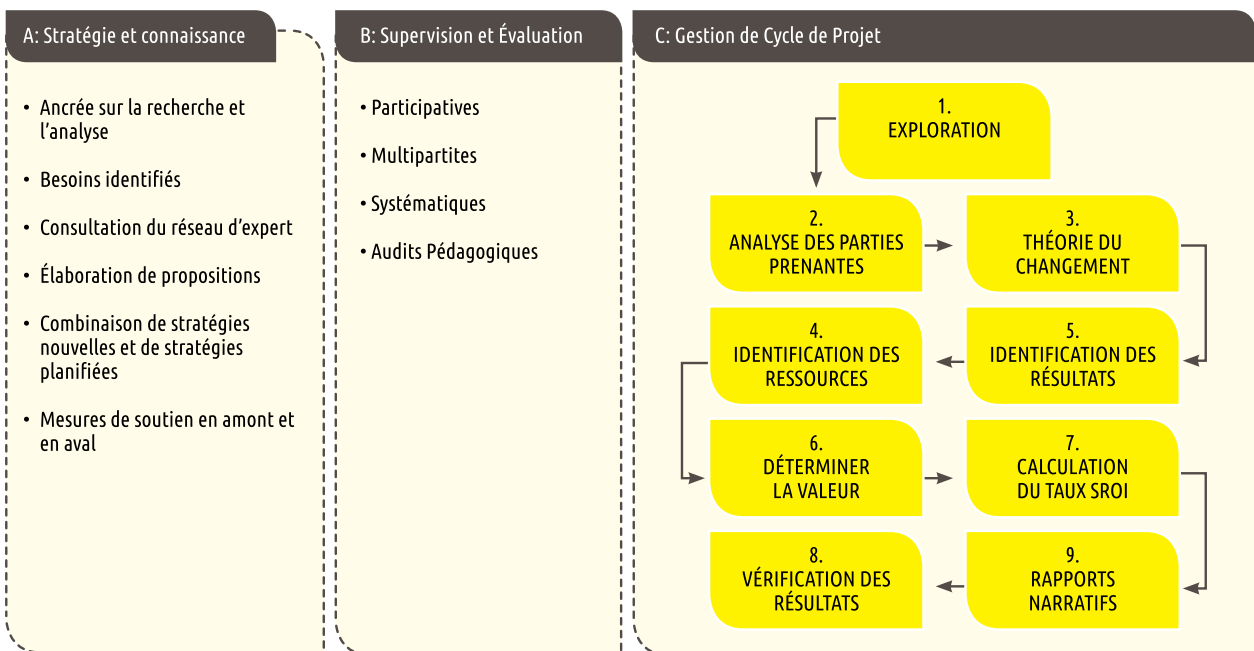 A: Stratégie et connaissance
• Ancrée sur la recherche et
l'analyse
• Besoins identifiés
• Consultation du réseau d'expert
• Élaboration de propositions
• Combinaison de stratégies
nouvelles et de stratégies
planifiées
• Mesures de soutien en amont et
en aval
B: Supervision et Évaluation
• Participatives
• Multipartites
• Systématiques
• Audits Pédagogiques
C: Gestion de Cycle de Projet
1.
EXPLORATION
2.
ANALYSE DES PARTIES
PRENANTES
3.
THÉORIE DU
CHANGEMENT
4.
IDENTIFICATION DES
RESSOURCES
5.
IDENTIFICATION DES
RÉSULTATS
6.
DÉTERMINER
LA VALEUR
7.
CALCULATION
DU TAUX SROI
8.
VÉRIFICATION DES
RÉSULTATS
9.
RAPPORTS
NARRATIFS